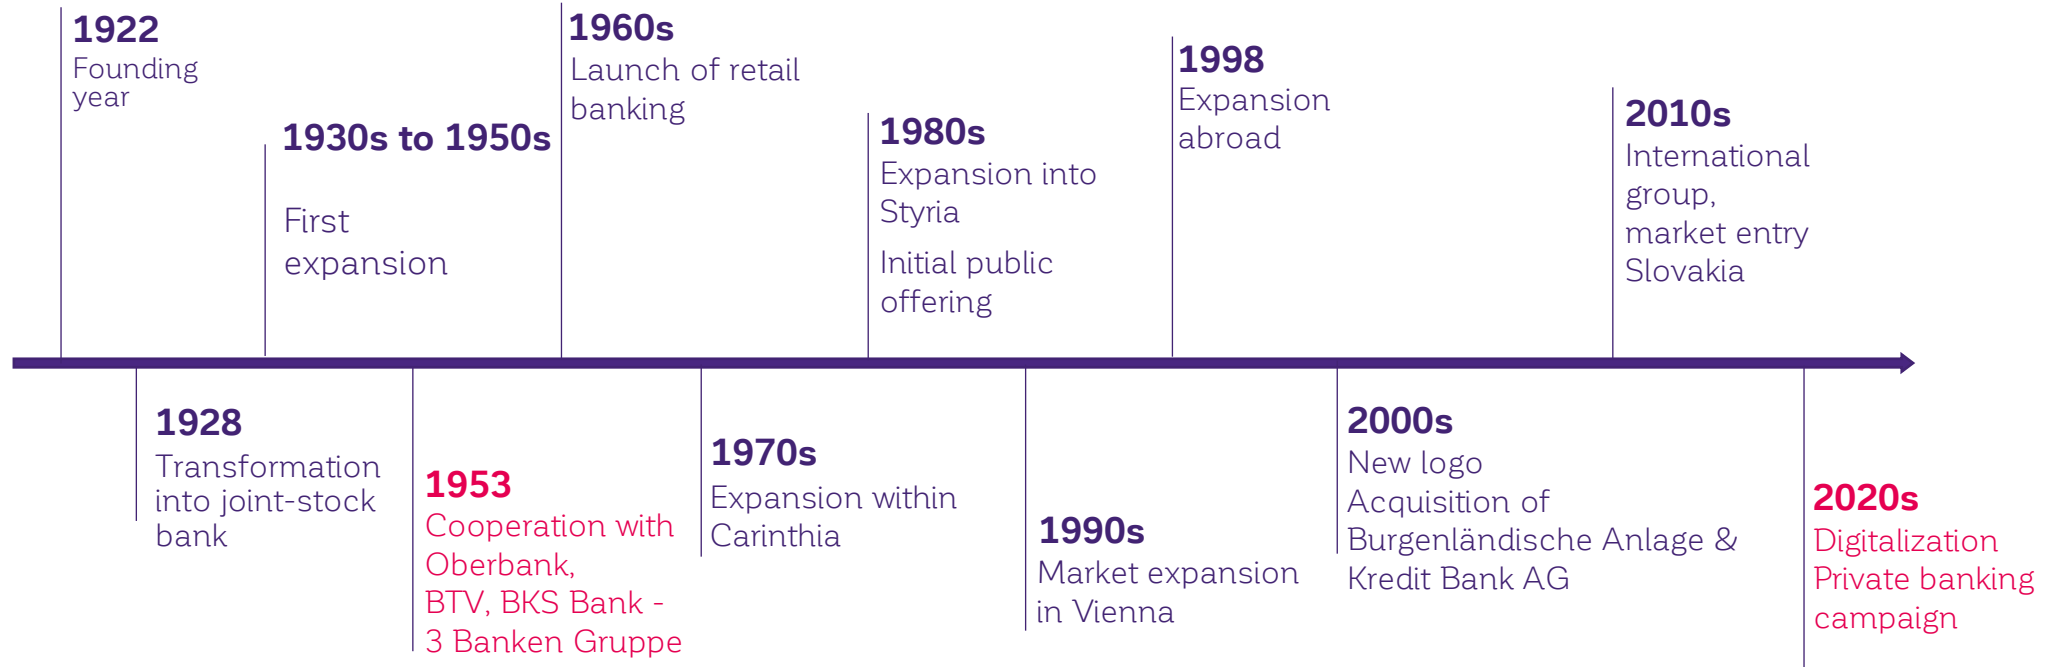 1922
Founding
year
1928
Transformation
into joint-stock
bank
1930s to 1950s
First
expansion
1953
Cooperation with
Oberbank,
BTV, BKS Bank -
3 Banken Gruppe
1960s
Launch of retail
banking
1970s
Expansion within
Carinthia
1980s
Expansion into
Styria
Initial public
offering
1990s
Market expansion
in Vienna
1998
Expansion
abroad
2000s
New logo
Acquisition of
Burgenländische Anlage &
Kredit Bank AG
2010s
International
group,
market entry
Slovakia
2020s
Digitalization
Private banking
campaign